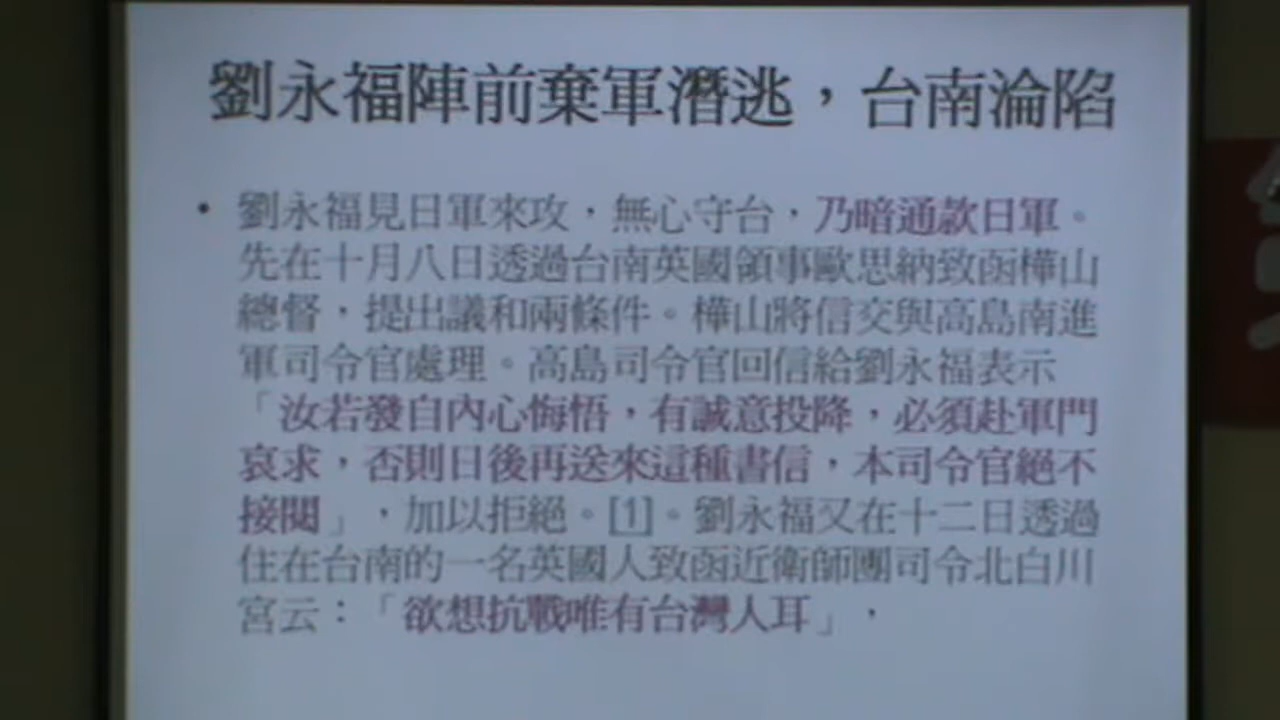 劉永福陣前棄軍潛逃，台南淪陷
• 劉永福見日軍來攻，無心守台，乃暗通款日軍。
先在十月八日透過台南英國領事歐思納致函樺山
總督，提出議和兩條件。樺山將信交與高島南進
軍司令官處理。高島司令官回信給劉永福表示
「汝若發自內心悔悟，有誠意投降，必須赴軍門
哀求，否則日後再送來這種書信，本司令官絕不
接閱」，加以拒絕。[1]。劉永福又在十二日透過
住在台南的一名英國人致函近衛師團司令北白川
宮云：「欲想抗戰唯有台灣人耳」，